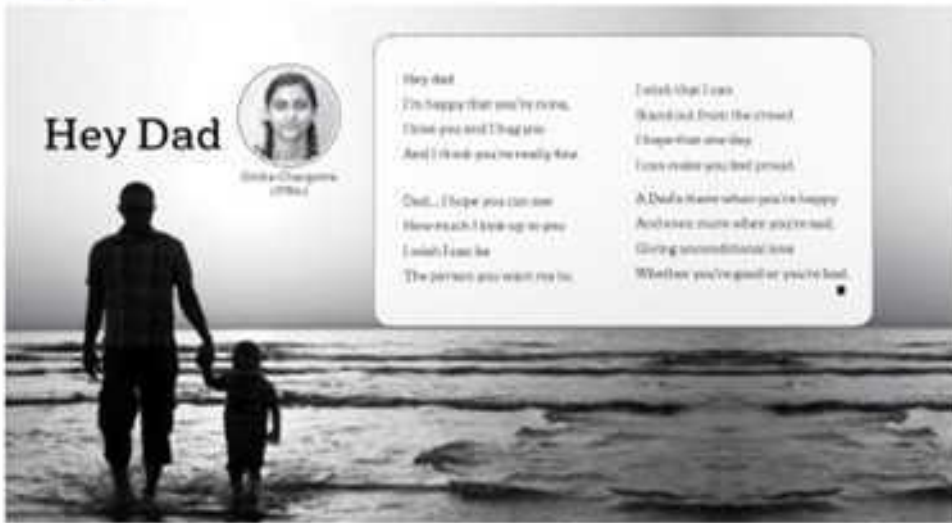 Hey Dad
Hey dad
I'm happy that you're mine,
I love you and I hug you
And I think you're really fine
Dad... I hope you can see
How much I look up to you
I wish I can be
The person you want me to.
I wish that I can
Stand out from the crowd
I hope that one day
I can make you feel proud.
A Dad's there when you're happy
And even more when you're sad,
Giving unconditional love
Whether you're good or you're bad.